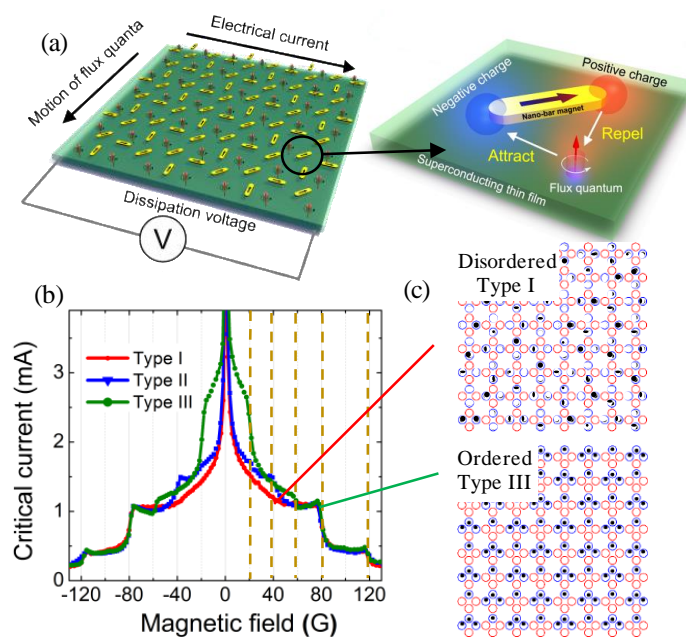 (a)
Electrical current
Motion of flux quanta
Dissipation voltage
V
Positive charge
Negative charge
Nano-bar magnet
Repel
Attract
Flux quantum
Superconducting thin film
(b)
Critical current (mA)
3
2
1
0
Type I
Type II
Type III
-120 -80 -40 0 40 80 120
Magnetic field (G)
(c)
Disordered
Type I
Ordered
Type III